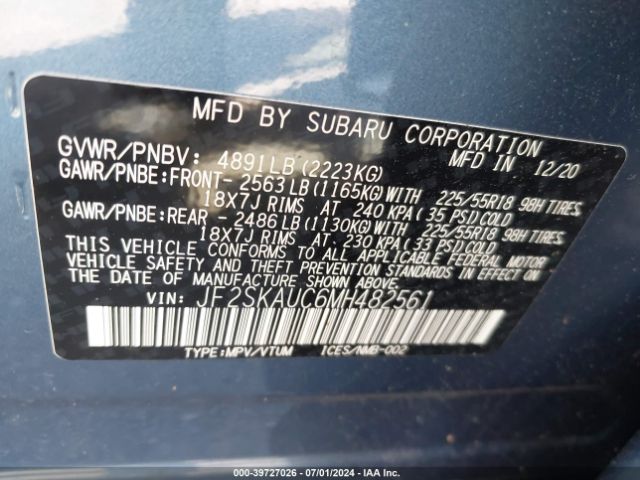 MFD BY SUBARU CORPORATION
GVWR/PNBV: 4891LB(2223KG) MFD IN 12/20
GAWR/PNBE:FRONT- 2563LB(1165KG)WITH 225/55R18 98H TIRES
18X7J RIMS AT 240 KPA(35 PSI)COLD
GAWR/PNBE:REAR - 2486LB(1130KG)WITH 225/55R18 98H TIRES
18X7J RIMS AT 230 KPA(33 PSI)COLD
THIS VEHICLE CONFORMS TO ALL APPLICABLE FEDERAL MOTOR
VEHICLE SAFETY AND THEFT PREVENTION STANDARDS IN EFFECT ON THE
DATE OF MANUFACTURE SHOWN ABOVE.
VIN: JF2SKAUC6MH482561
TYPE:MPV/VTUM ICES/NMB-002
000-39727026 - 07/01/2024 - IAA Inc.